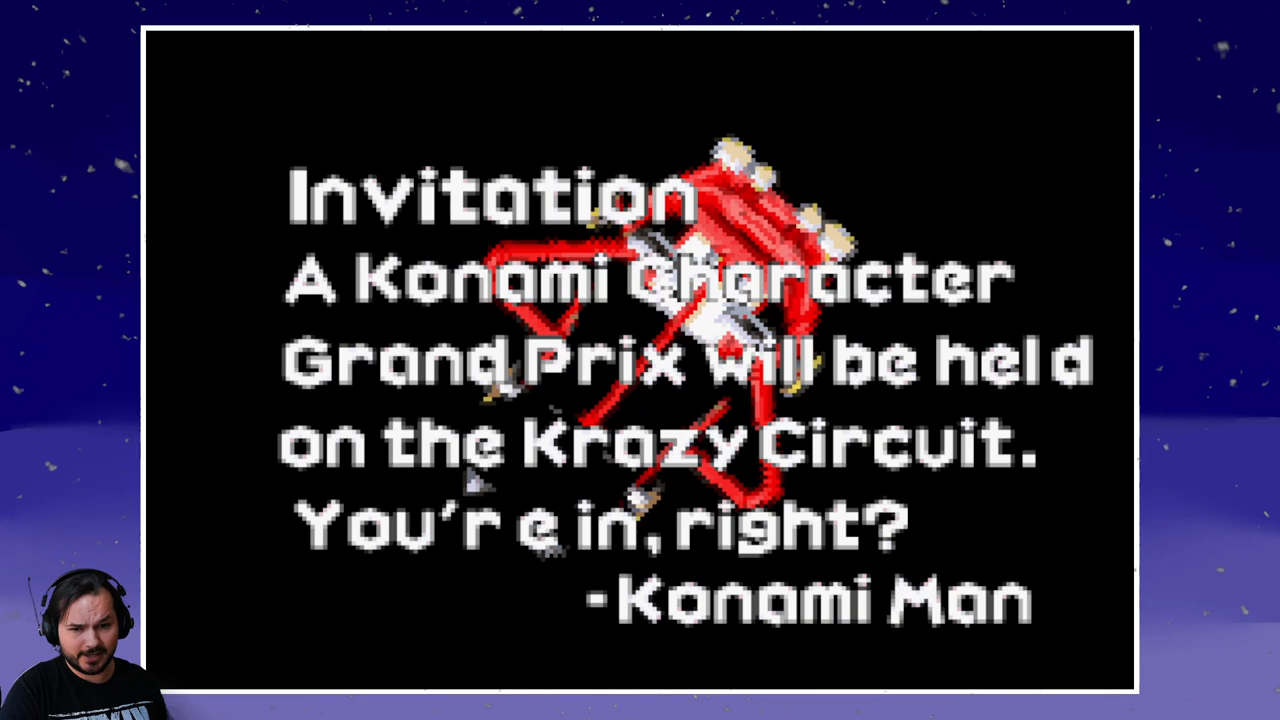 Invitation
A Konami Character
Grand Prix will be held
on the Krazy Circuit.
You're in, right?
-Konami Man